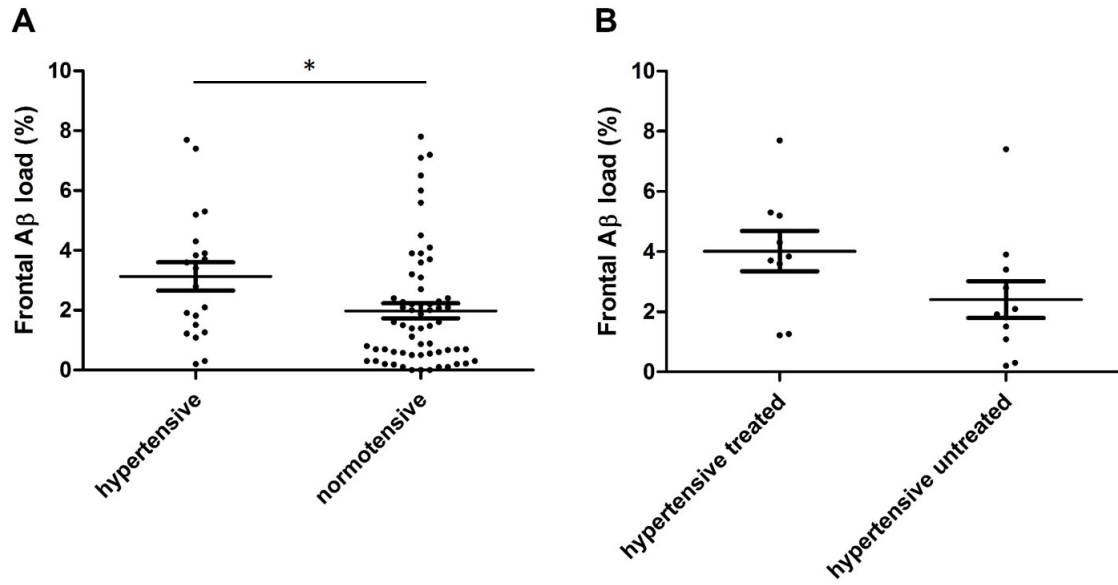 A
Frontal Aβ load (%)
10
8
6
4
2
0
*
hypertensive
normotensive
B
Frontal Aβ load (%)
10
8
6
4
2
0
hypertensive treated
hypertensive untreated